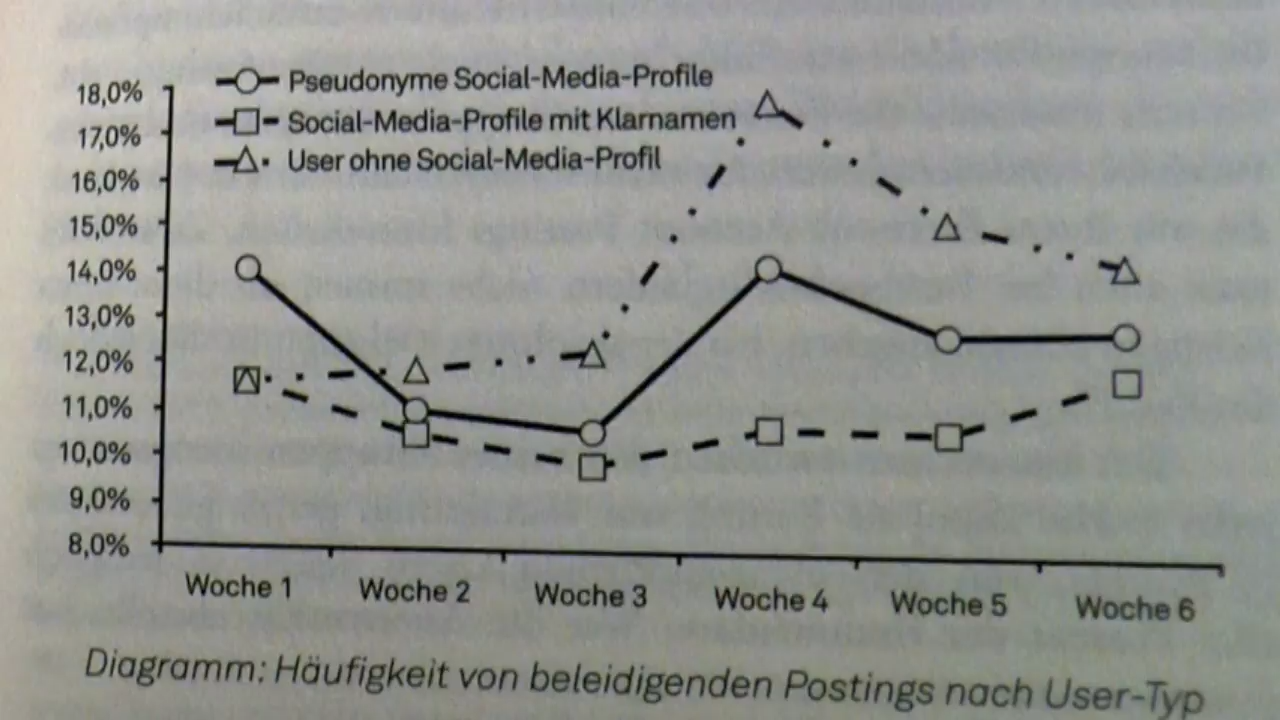 Pseudonyme Social-Media-Profile
Social-Media-Profile mit Klarnamen
User ohne Social-Media-Profil
18,0%
17,0%
16,0%
15,0%
14,0%
13,0%
12,0%
11,0%
10,0%
9,0%
8,0%
Woche 1 Woche 2 Woche 3 Woche 4 Woche 5 Woche 6
Diagramm: Häufigkeit von beleidigenden Postings nach User-Typ